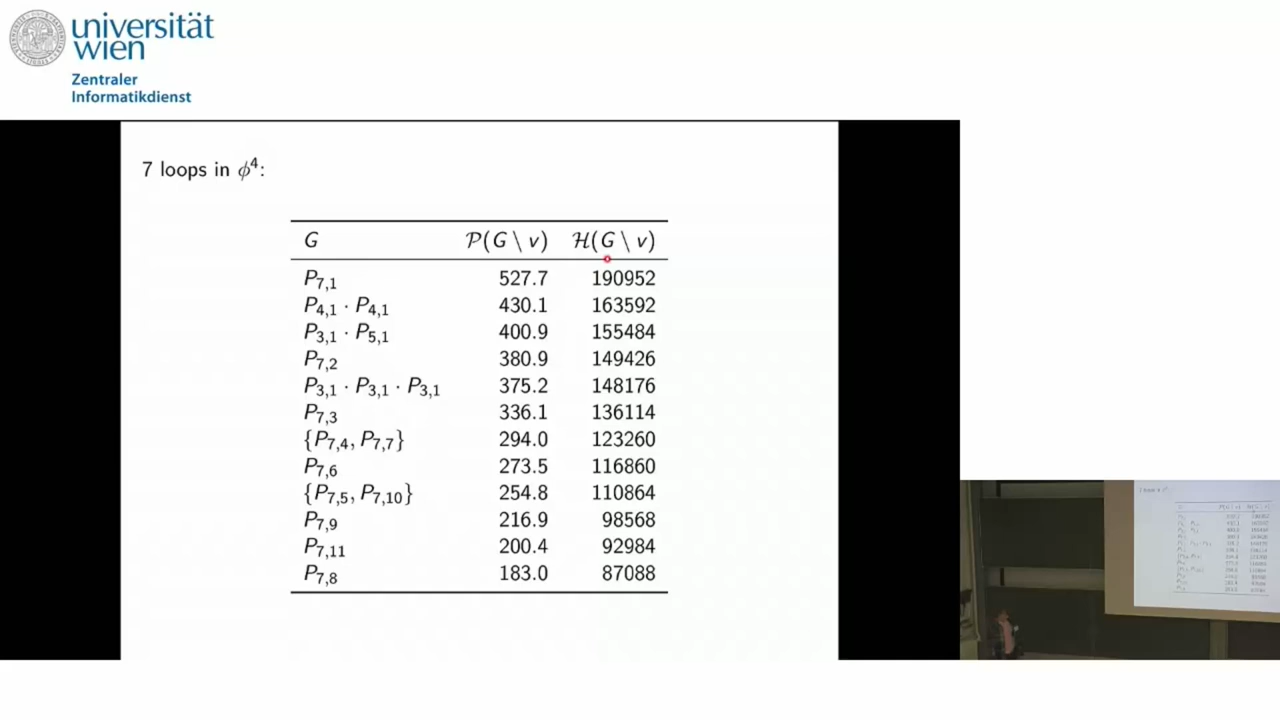 universität
wien
Zentraler
Informatikdienst
7 loops in ϕ⁴:
G P(G \ v) H(G \ v)
P₇,₁ 527.7 190952
P₄,₁ · P₄,₁ 430.1 163592
P₃,₁ · P₅,₁ 400.9 155484
P₇,₂ 380.9 149426
P₃,₁ · P₃,₁ · P₃,₁ 375.2 148176
P₇,₃ 336.1 136114
{P₇,₄, P₇,₇} 294.0 123260
P₇,₆ 273.5 116860
{P₇,₅, P₇,₁₀} 254.8 110864
P₇,₉ 216.9 98568
P₇,₁₁ 200.4 92984
P₇,₈ 183.0 87088